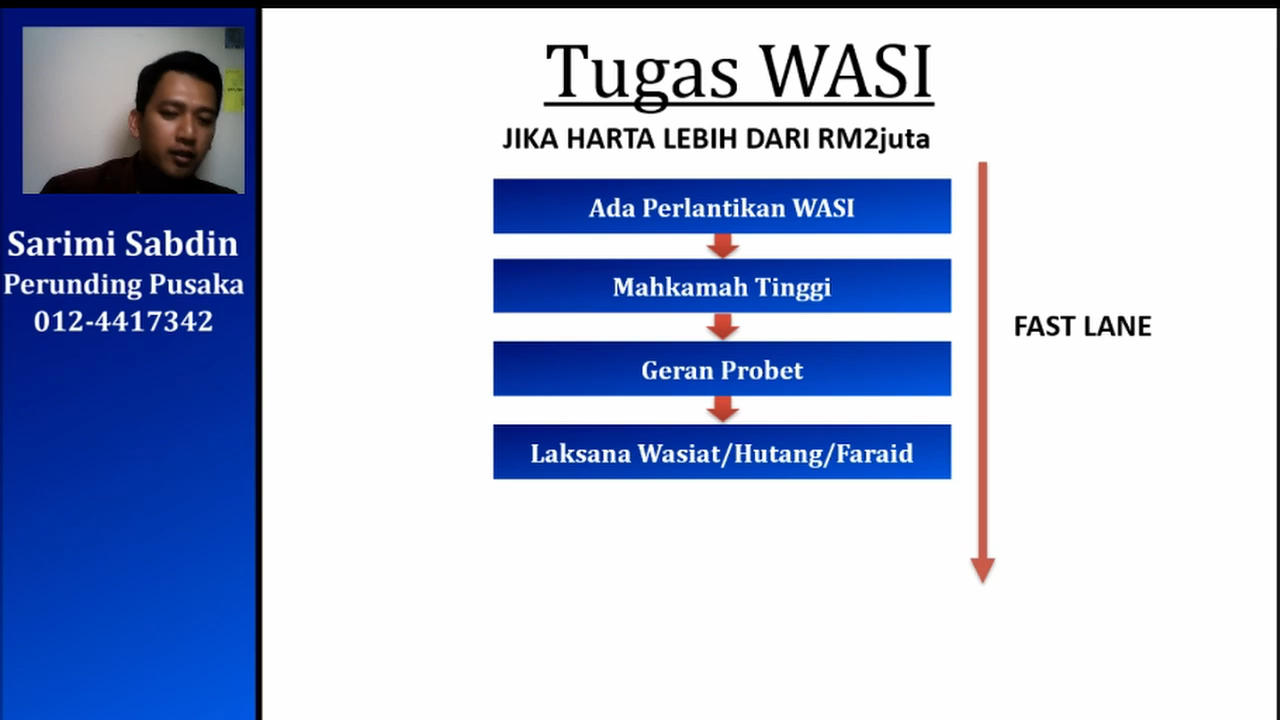 Tugas WASI
JIKA HARTA LEBIH DARI RM2juta
Ada Perlantikan WASI
Mahkamah Tinggi
Geran Probet
Laksana Wasiat/Hutang/Faraid
FAST LANE
Sarimi Sabdin
Perunding Pusaka
012-4417342